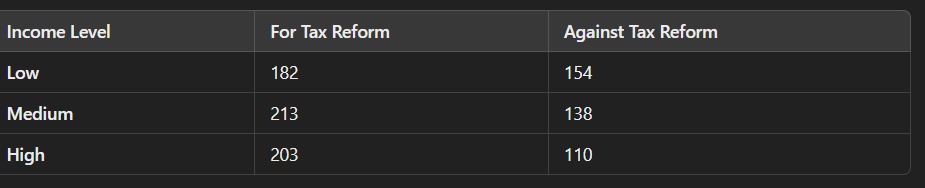 Income Level For Tax Reform Against Tax Reform
Low 182 154
Medium 213 138
High 203 110